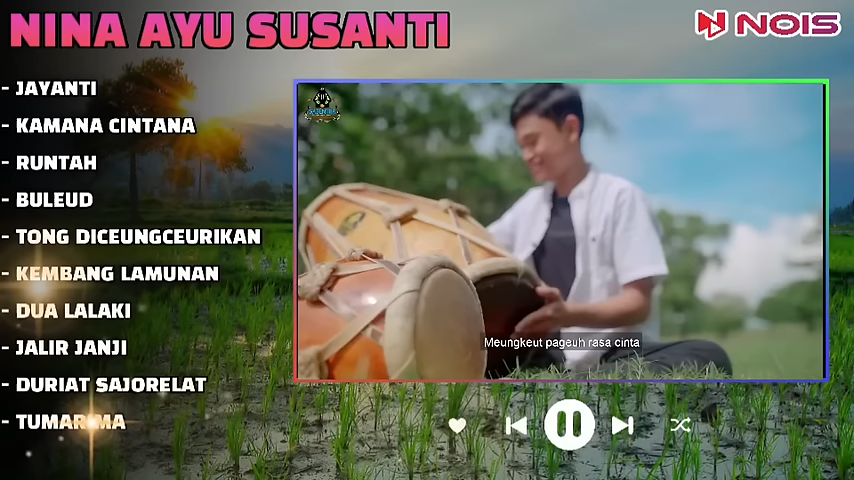 NINA AYU SUSANTI
NOIS
- JAYANTI
- KAMANA CINTANA
- RUNTAH
- BULEUD
- TONG DICEUNGCEURIKAN
- KEMBANG LAMUNAN
- DUA LALAKI
- JALIR JANJI
- DURIAT SAJORELAT
- TUMARIMA
Meungkeut pageuh rasa cinta